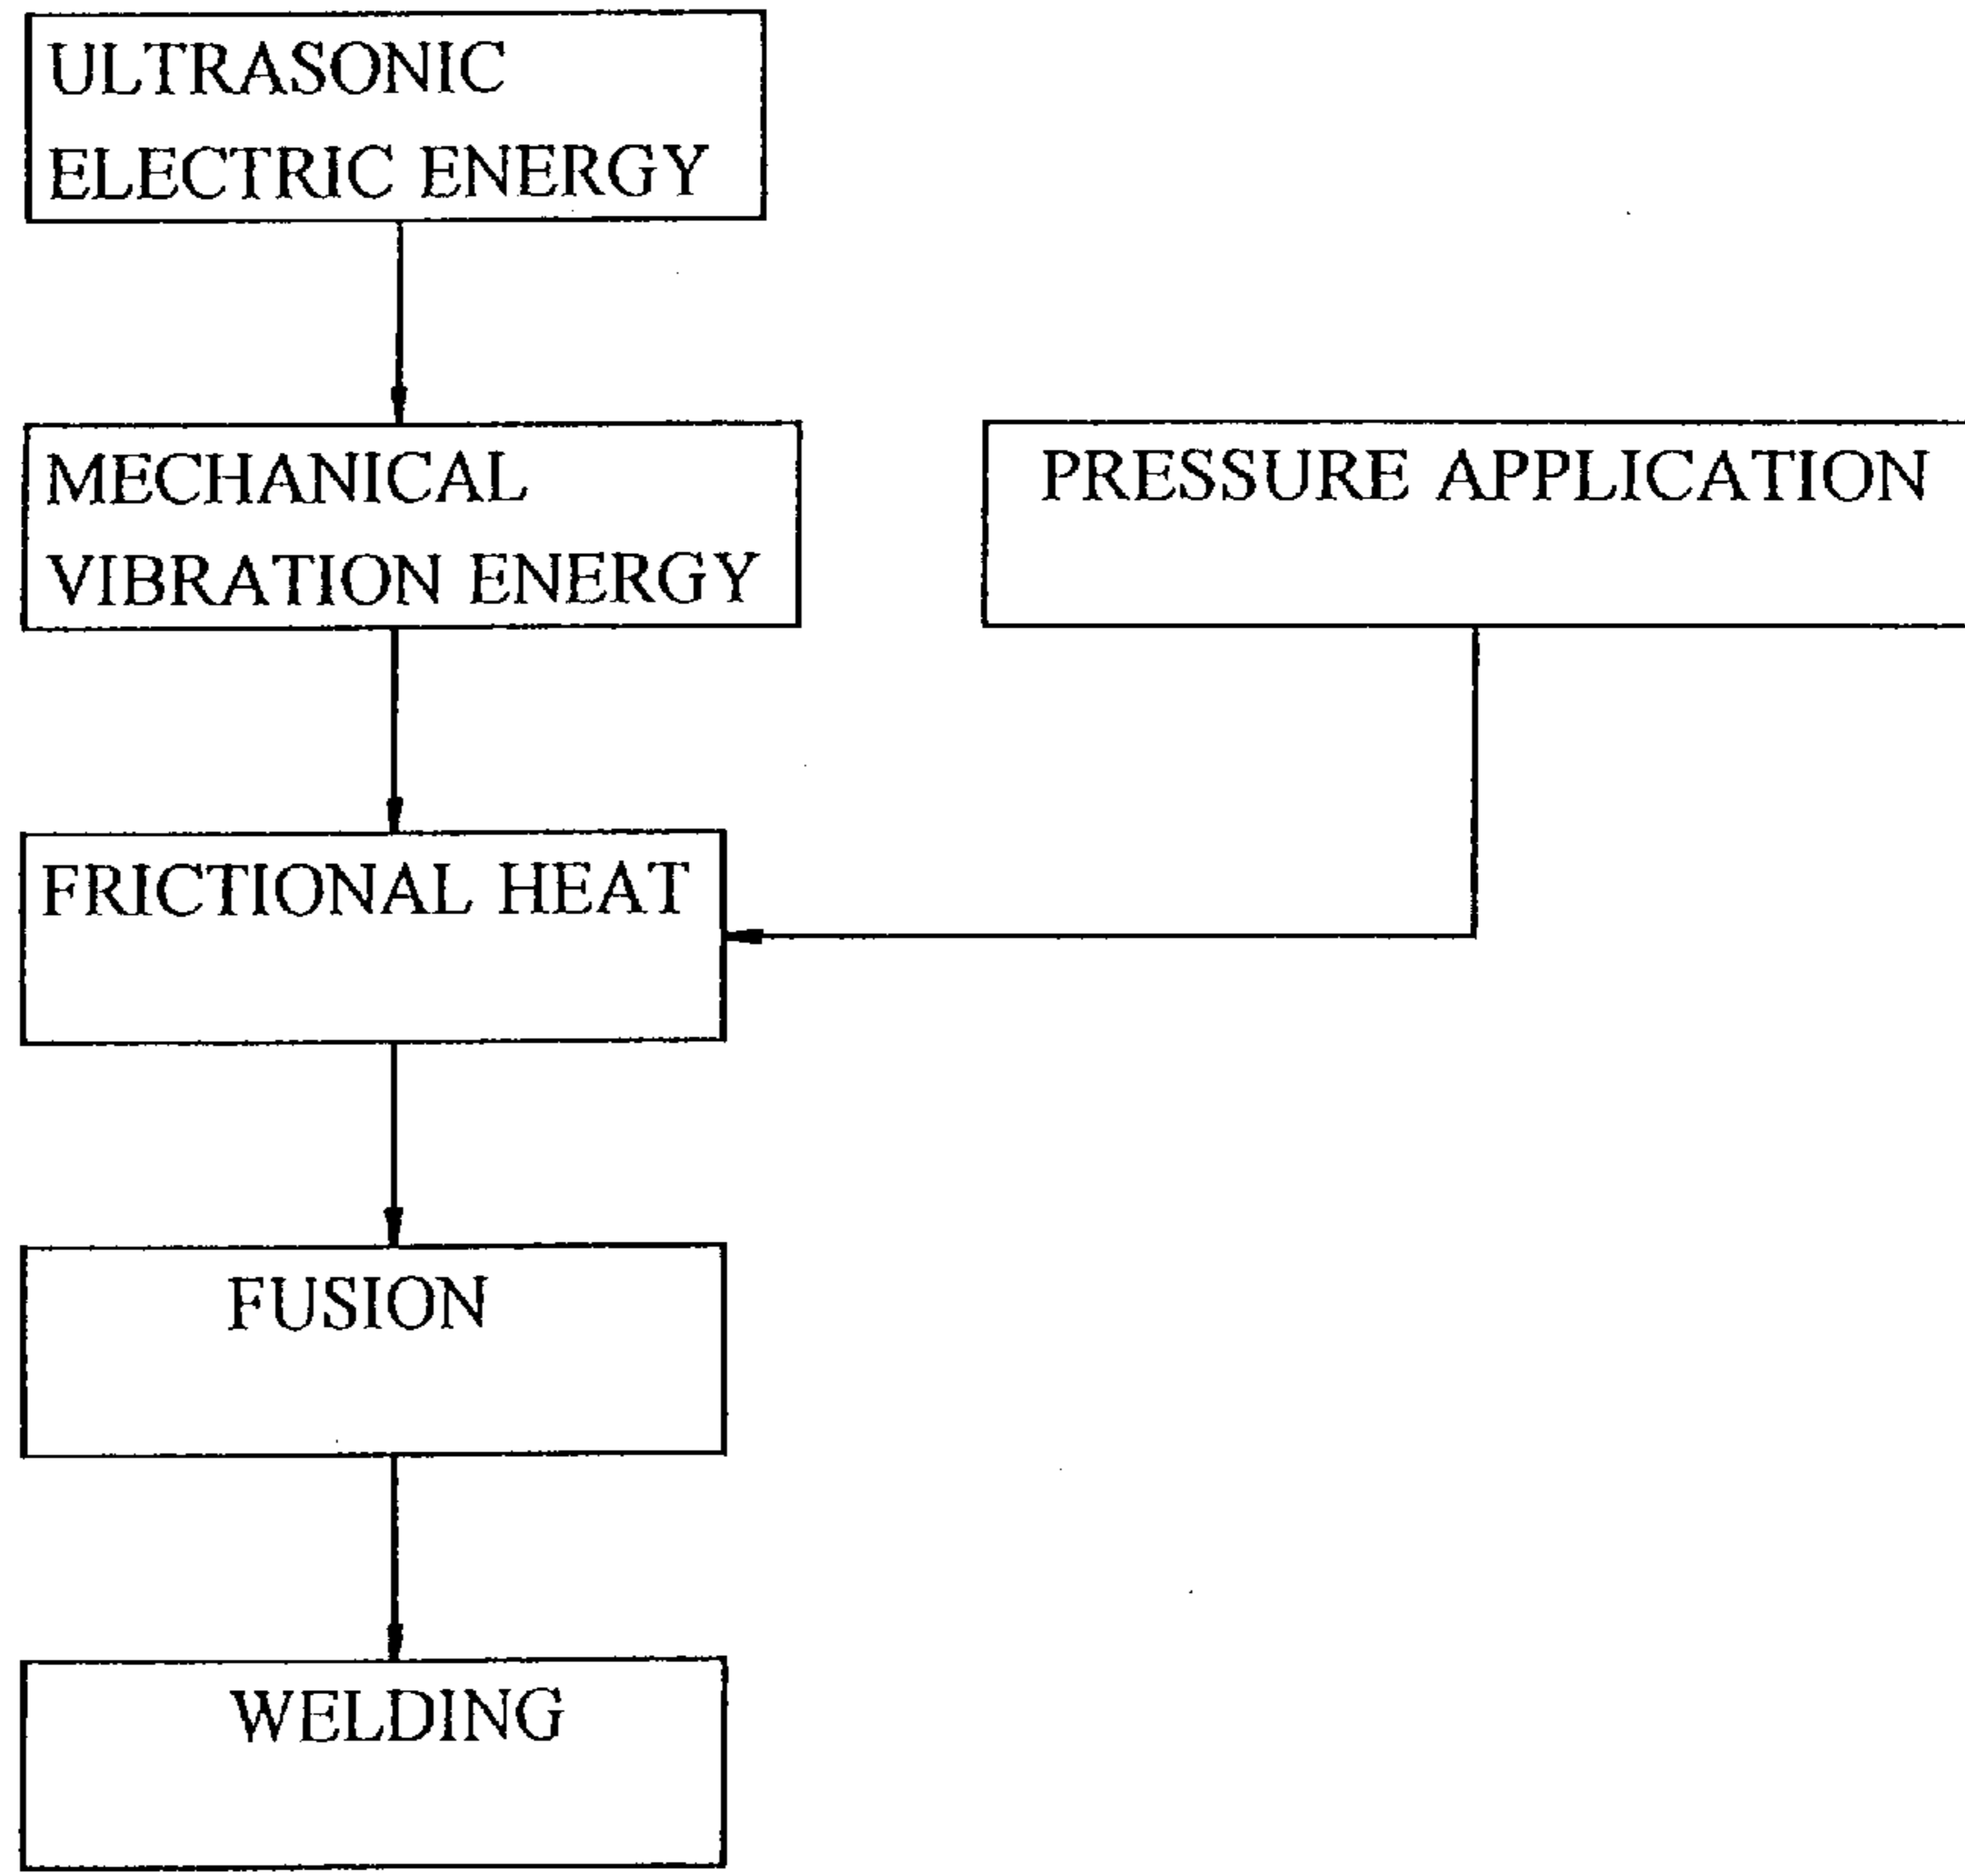 ULTRASONIC
ELECTRIC ENERGY
MECHANICAL
VIBRATION ENERGY
PRESSURE APPLICATION
FRICTIONAL HEAT
FUSION
WELDING